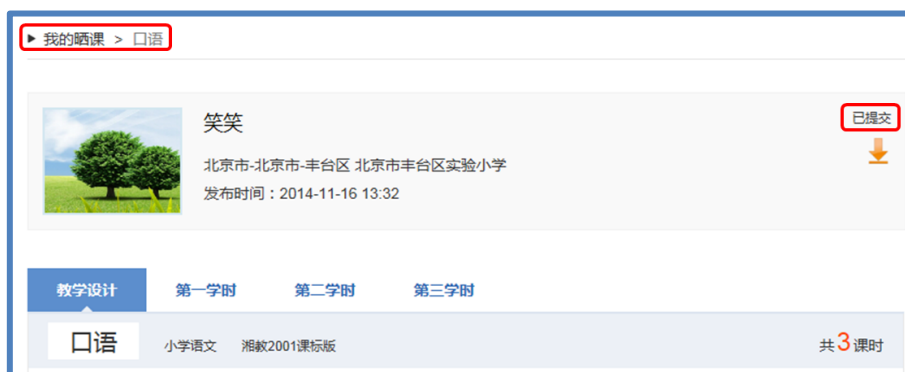 ▶ 我的晒课 > 口语
笑笑
已提交
北京市-北京市-丰台区 北京市丰台区实验小学
发布时间：2014-11-16 13:32
教学设计 第一学时 第二学时 第三学时
口语 小学语文 湘教2001课标版 共3课时